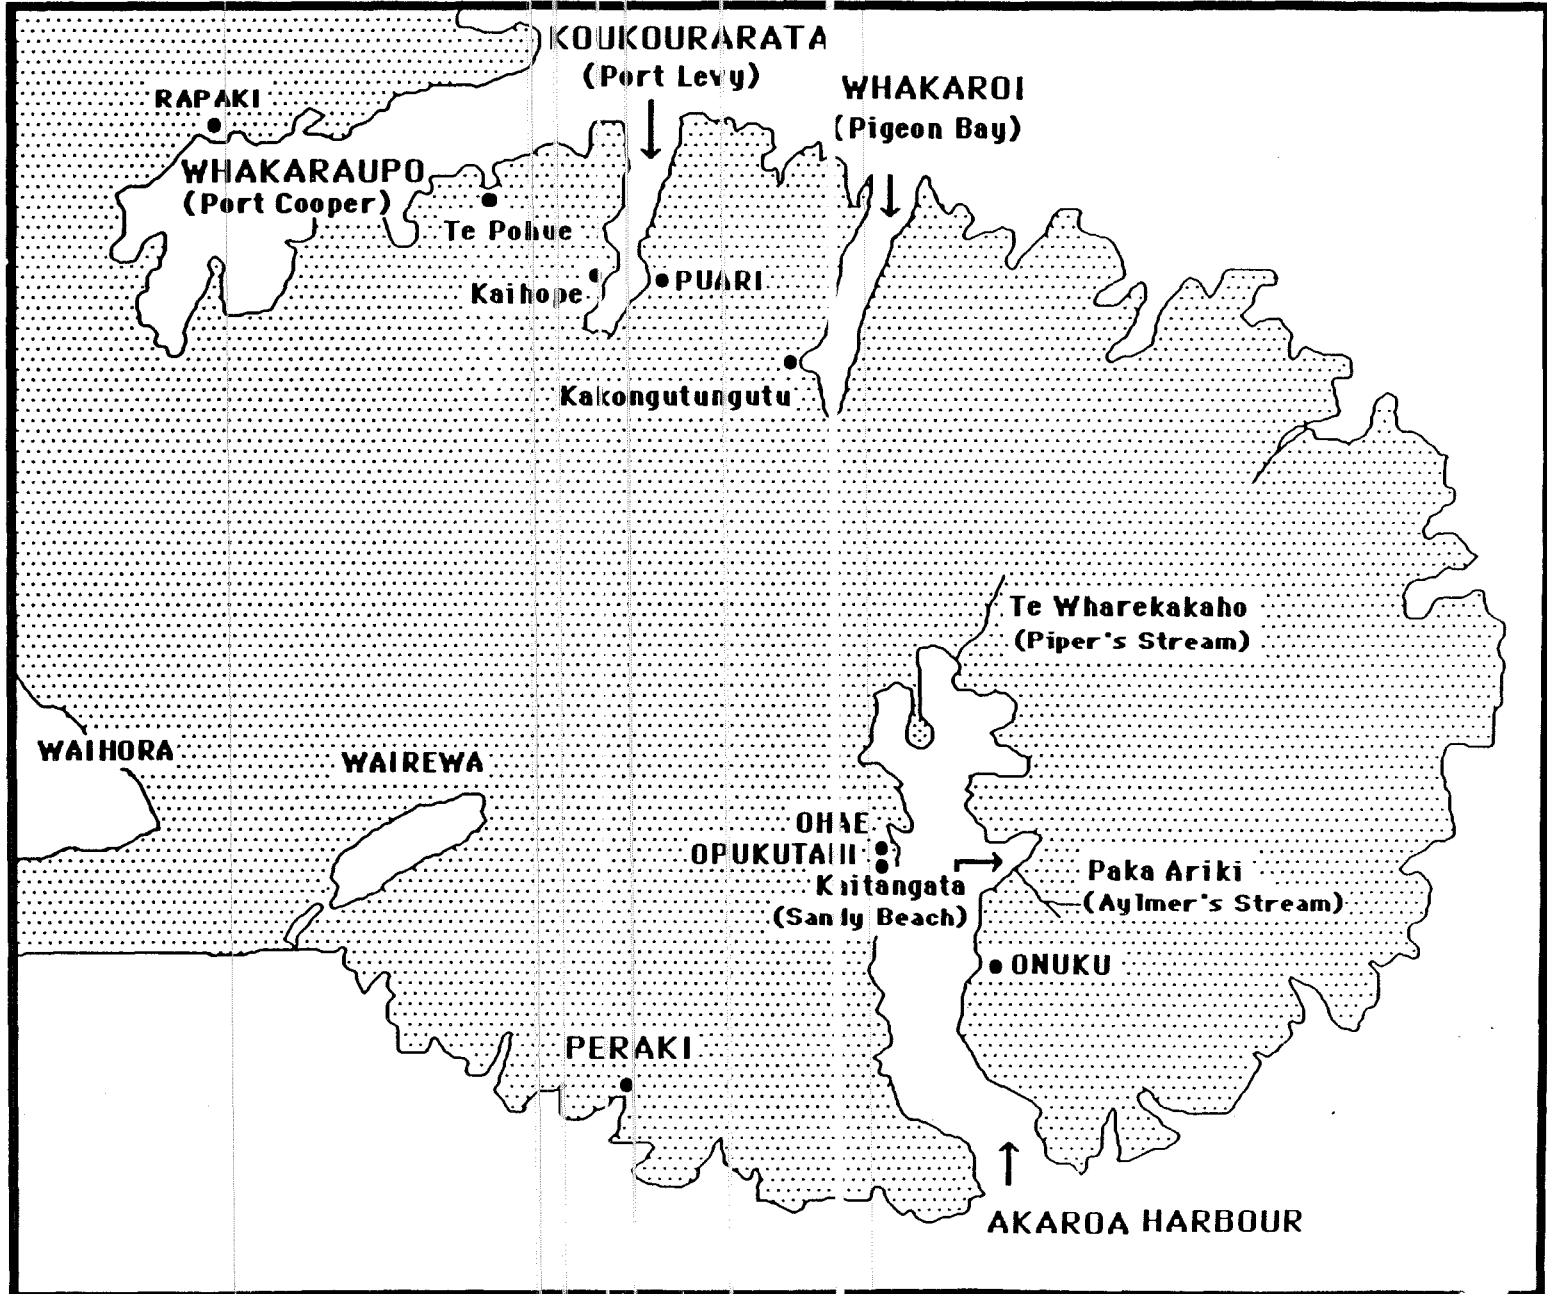 KOUKOURARATA
(Port Levy)
WHAKAROI
(Pigeon Bay)
RAPAKI
WHAKARAUPO
(Port Cooper)
Te Pohue
Kaihope
PUARI
Kakongutungutu
Te Wharekakaho
(Piper's Stream)
WAIHORA
WAIREWA
OHAE
OPUKUTAHI
Kaitangata
(Sandy Beach)
Paka Ariki
(Aylmer's Stream)
ONUKU
PERAKI
AKAROA HARBOUR